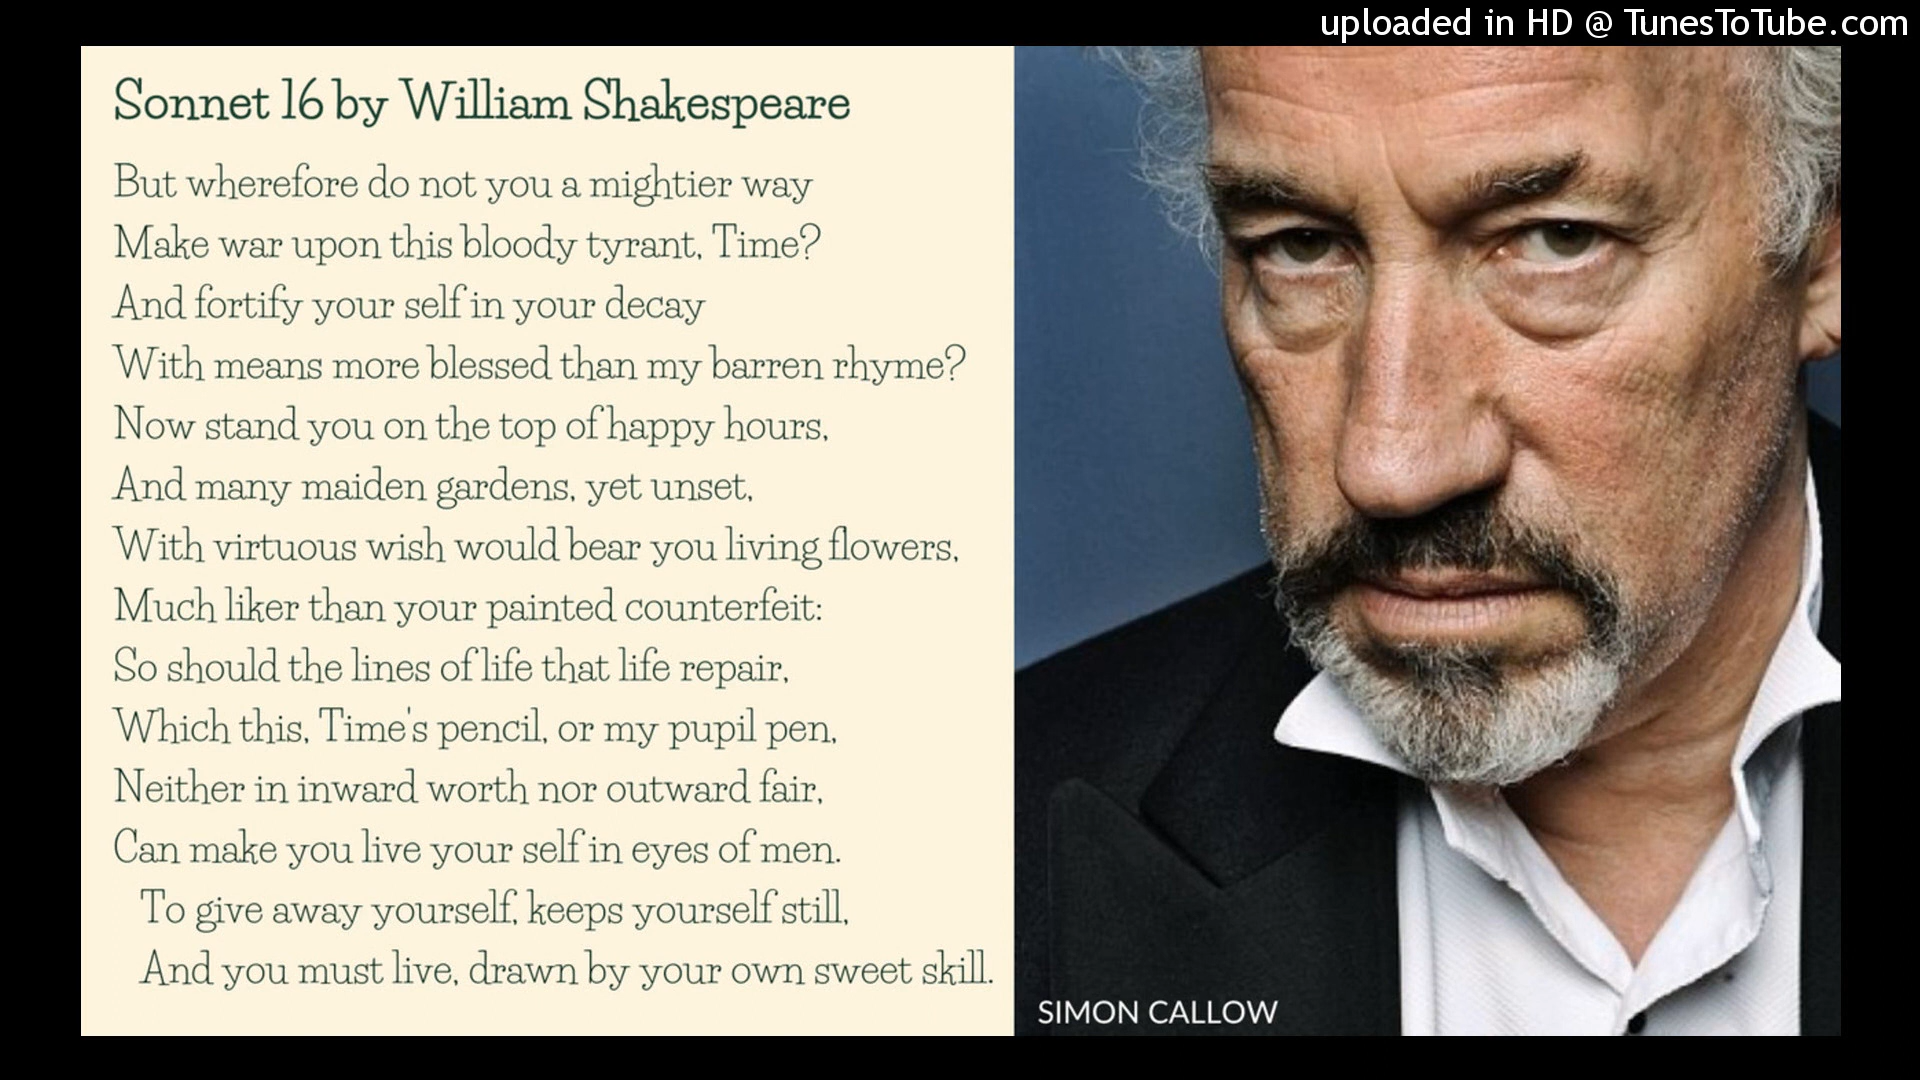 uploaded in HD @ TunesToTube.com
Sonnet 16 by William Shakespeare
But wherefore do not you a mightier way
Make war upon this bloody tyrant, Time?
And fortify your self in your decay
With means more blessed than my barren rhyme?
Now stand you on the top of happy hours,
And many maiden gardens, yet unset,
With virtuous wish would bear you living flowers,
Much liker than your painted counterfeit:
So should the lines of life that life repair,
Which this, Time's pencil, or my pupil pen,
Neither in inward worth nor outward fair,
Can make you live your self in eyes of men.
To give away yourself, keeps yourself still,
And you must live, drawn by your own sweet skill.
SIMON CALLOW